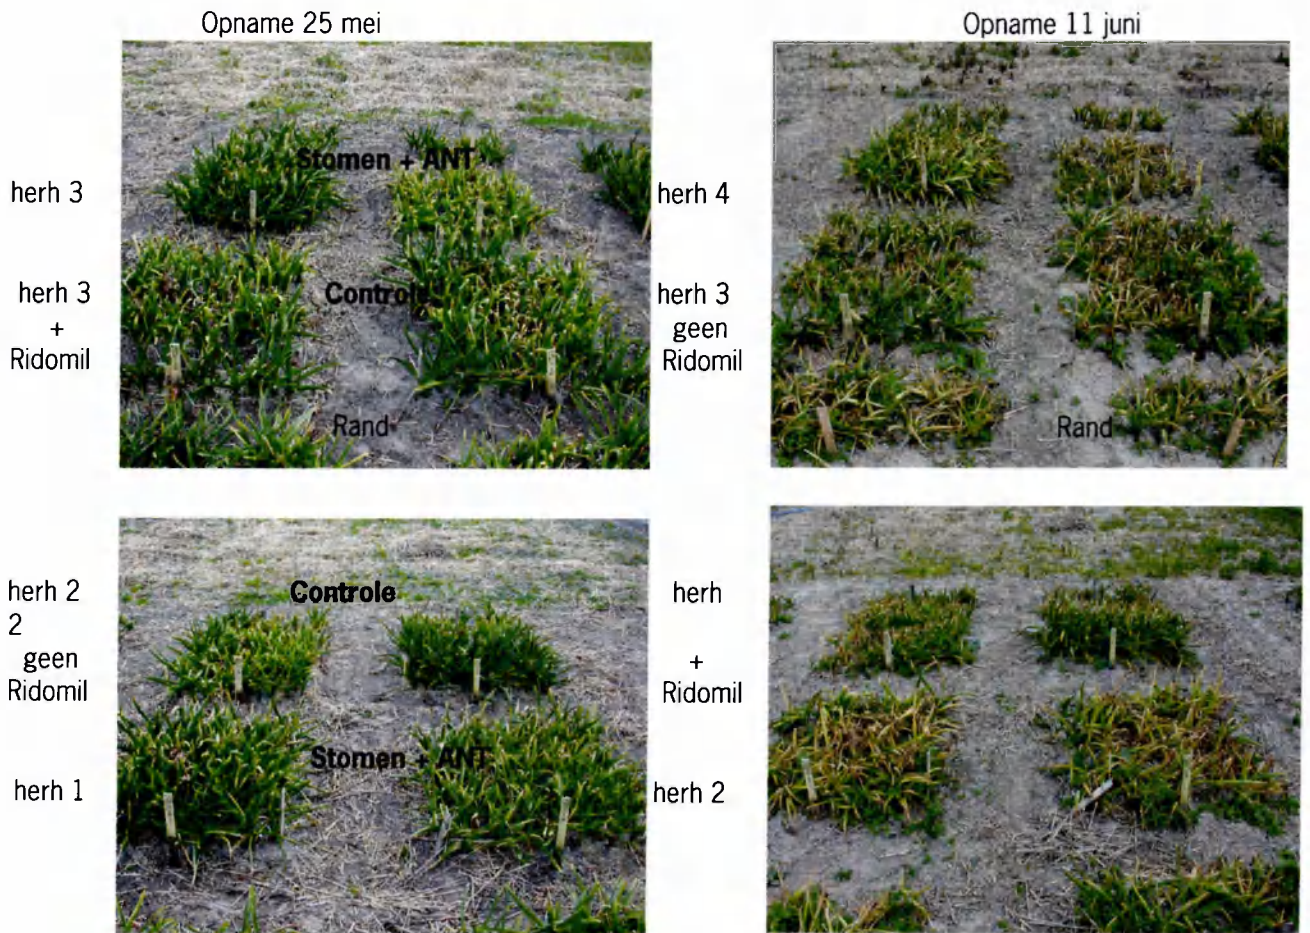 Opname 25 mei
Opname 11 juni
herh 3
Stomen + ANT
herh 4
herh 3
+
Ridomil
Controle
herh 3
geen
Ridomil
Rand
Rand
herh 2
2
geen
Ridomil
Controle
herh
+
Ridomil
herh 1
Stomen + ANT
herh 2